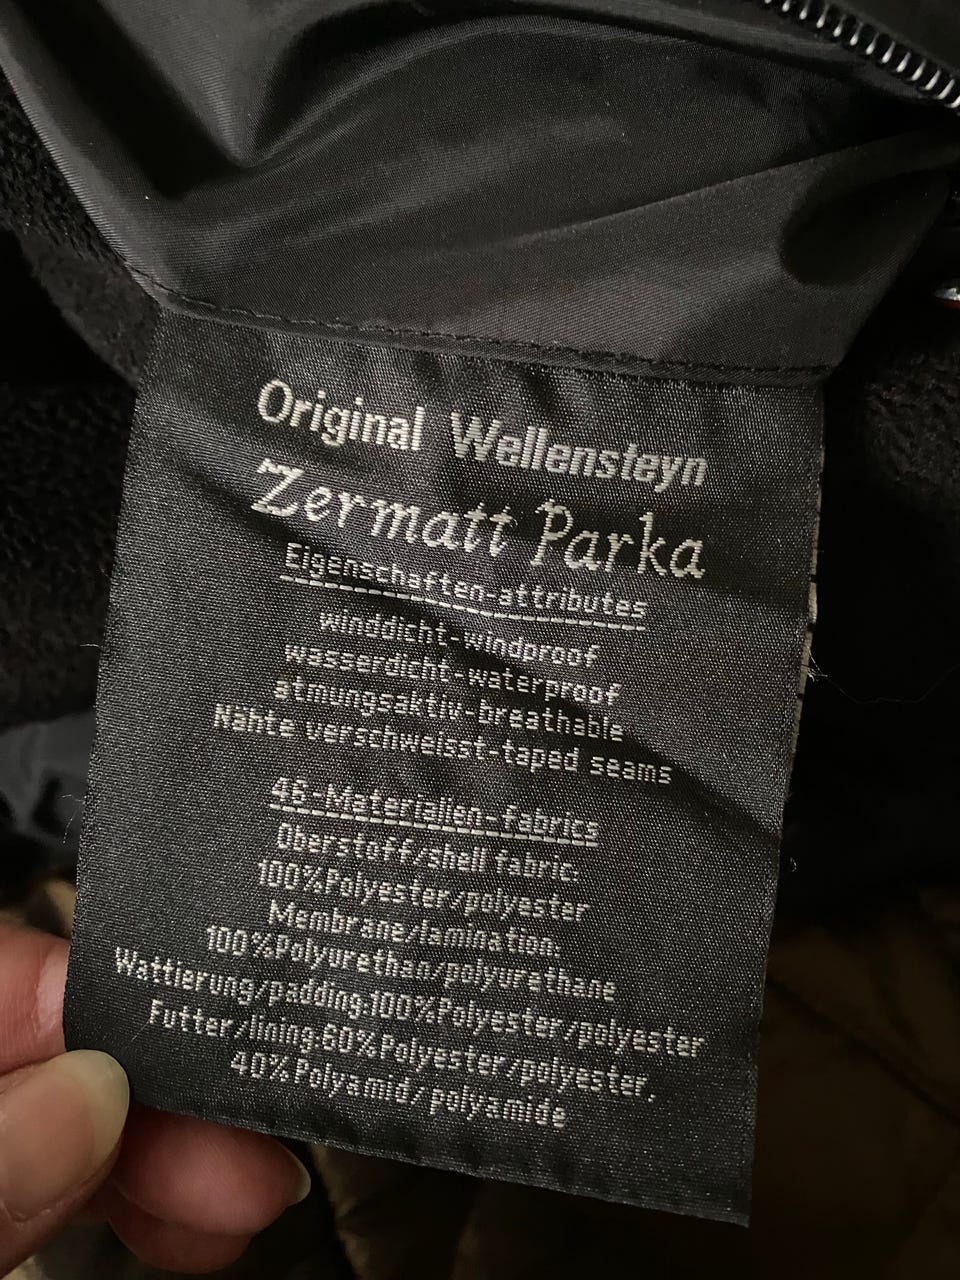 Original Wellensteyn
Zermatt Parka
Eigenschaften-attributes
winddicht-windproof
wasserdicht-waterproof
atmungsaktiv-breathable
Nähte verschweisst-taped seams
46-Materialien-fabrics
Oberstoff/shell fabric:
100%Polyester/polyester
Membrane/lamination:
100%Polyurethan/polyurethane
Wattierung/padding:100%Polyester/polyester
Futter/lining:60%Polyester/polyester,
40%Polyamid/polyamide